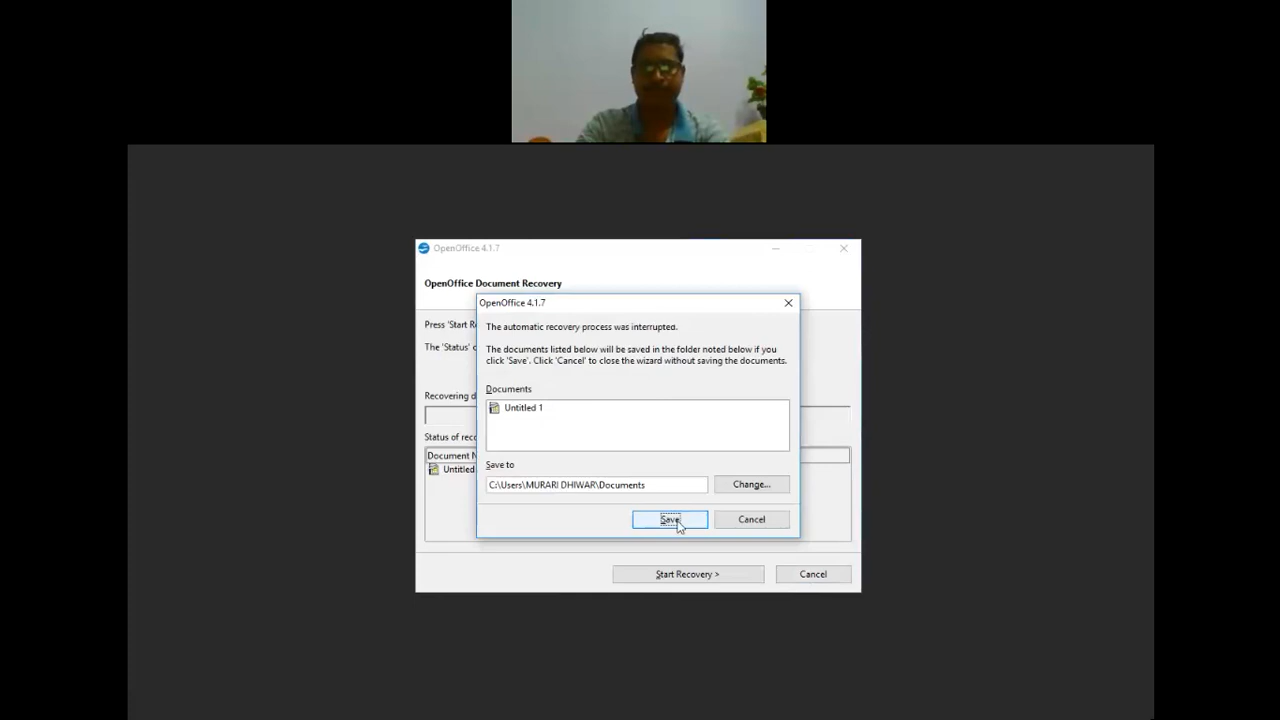 OpenOffice 4.1.7
OpenOffice Document Recovery
Press 'Start R
The 'Status' c
Recovering d
Status of reco
Document N
Untitled
OpenOffice 4.1.7
The automatic recovery process was interrupted.
The documents listed below will be saved in the folder noted below if you
click 'Save'. Click 'Cancel' to close the wizard without saving the documents.
Documents
Untitled 1
Save to
C:\Users\MURARI DHIWAR\Documents
Change...
Save
Cancel
Start Recovery >
Cancel